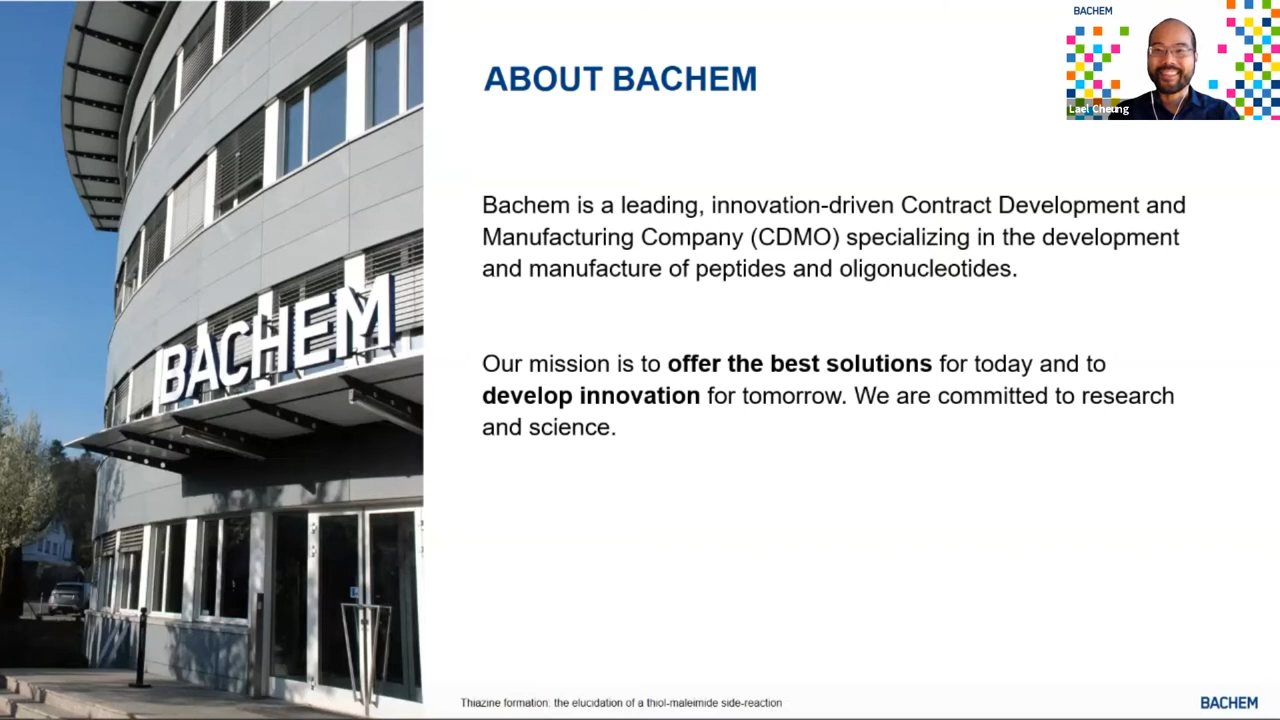 BACHEM
Lael Cheung
ABOUT BACHEM
Bachem is a leading, innovation-driven Contract Development and
Manufacturing Company (CDMO) specializing in the development
and manufacture of peptides and oligonucleotides.
Our mission is to offer the best solutions for today and to
develop innovation for tomorrow. We are committed to research
and science.
BACHEM
Thiazine formation: the elucidation of a thiol-maleimide side-reaction
BACHEM